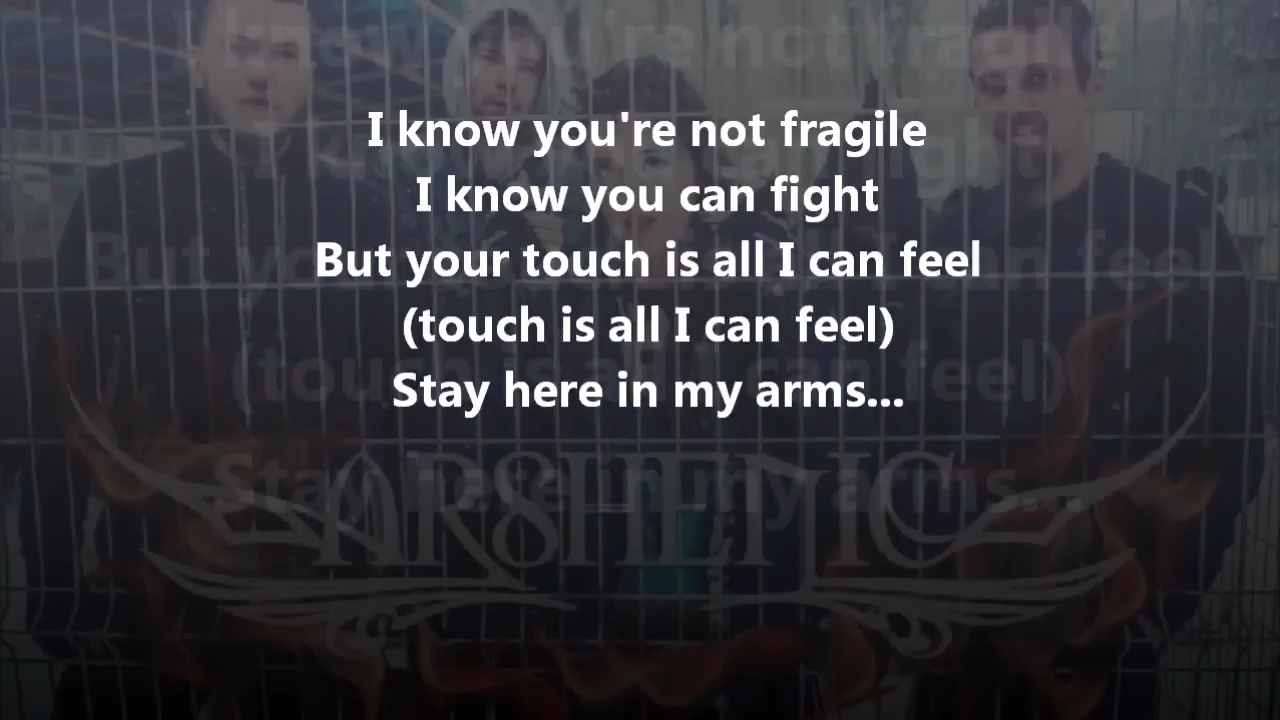 I know you're not fragile
I know you can fight
But your touch is all I can feel
(touch is all I can feel)
Stay here in my arms...
ARSHENIC